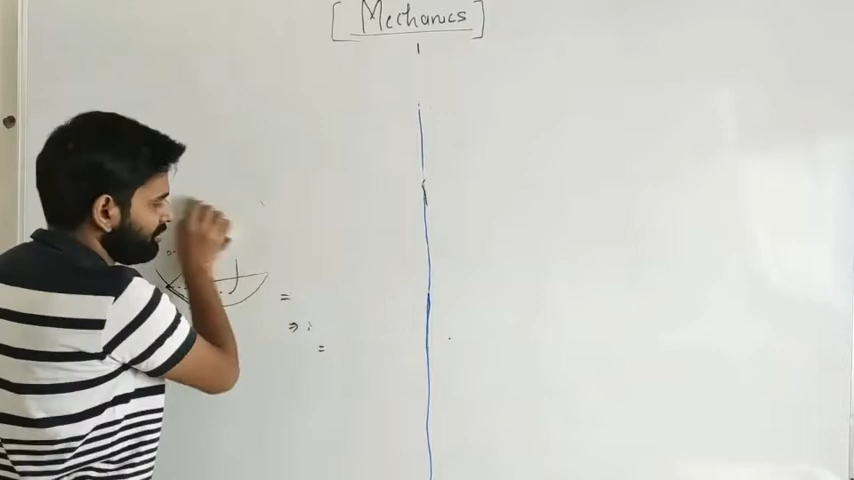 [Mechanics]
=
⇒
=